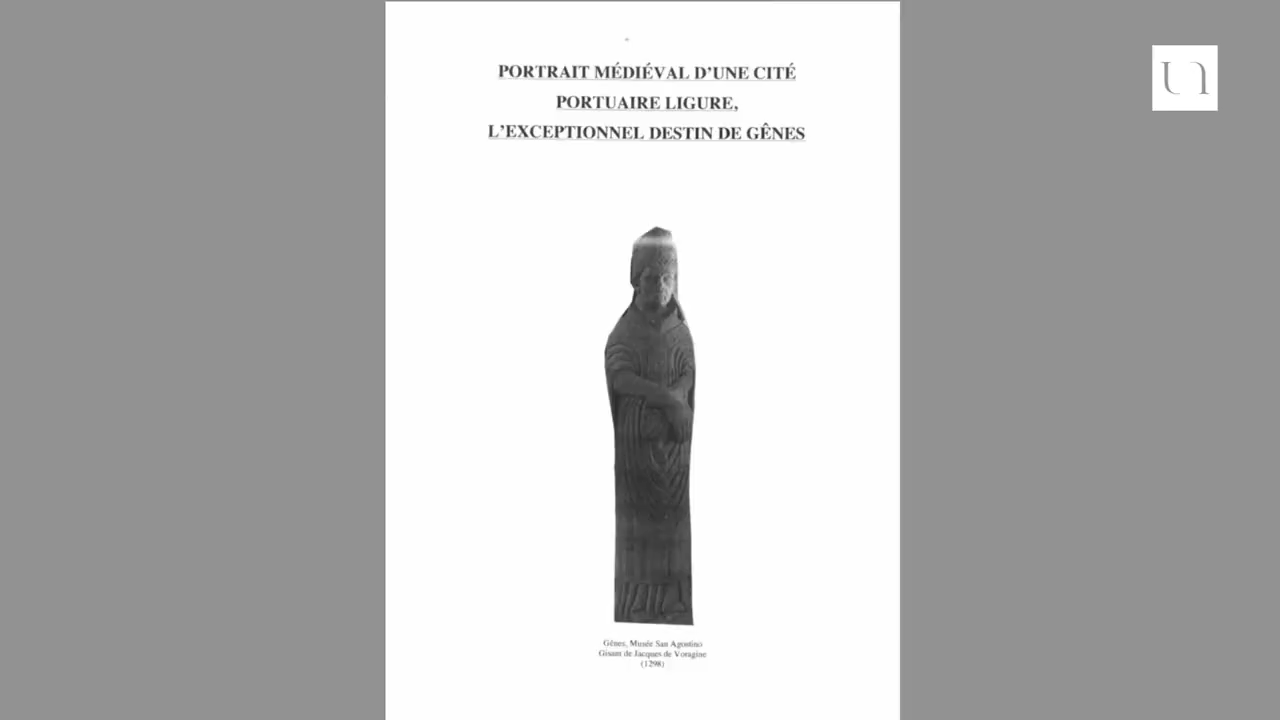 PORTRAIT MÉDIÉVAL D'UNE CITÉ
PORTUAIRE LIGURE,
L'EXCEPTIONNEL DESTIN DE GÊNES
Gênes, Musée San Agostino
Gisant de Jacques de Voragine
(1298)